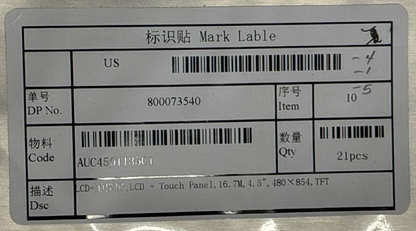 标识贴 Mark Lable
US
-4
-1
单号
DP No.
800073540
序号
Item
10
-5
物料
Code
数量
Qty
21pcs
描述
Dsc
LCD + Touch Panel,16.7M,4.5",480×854,TFT